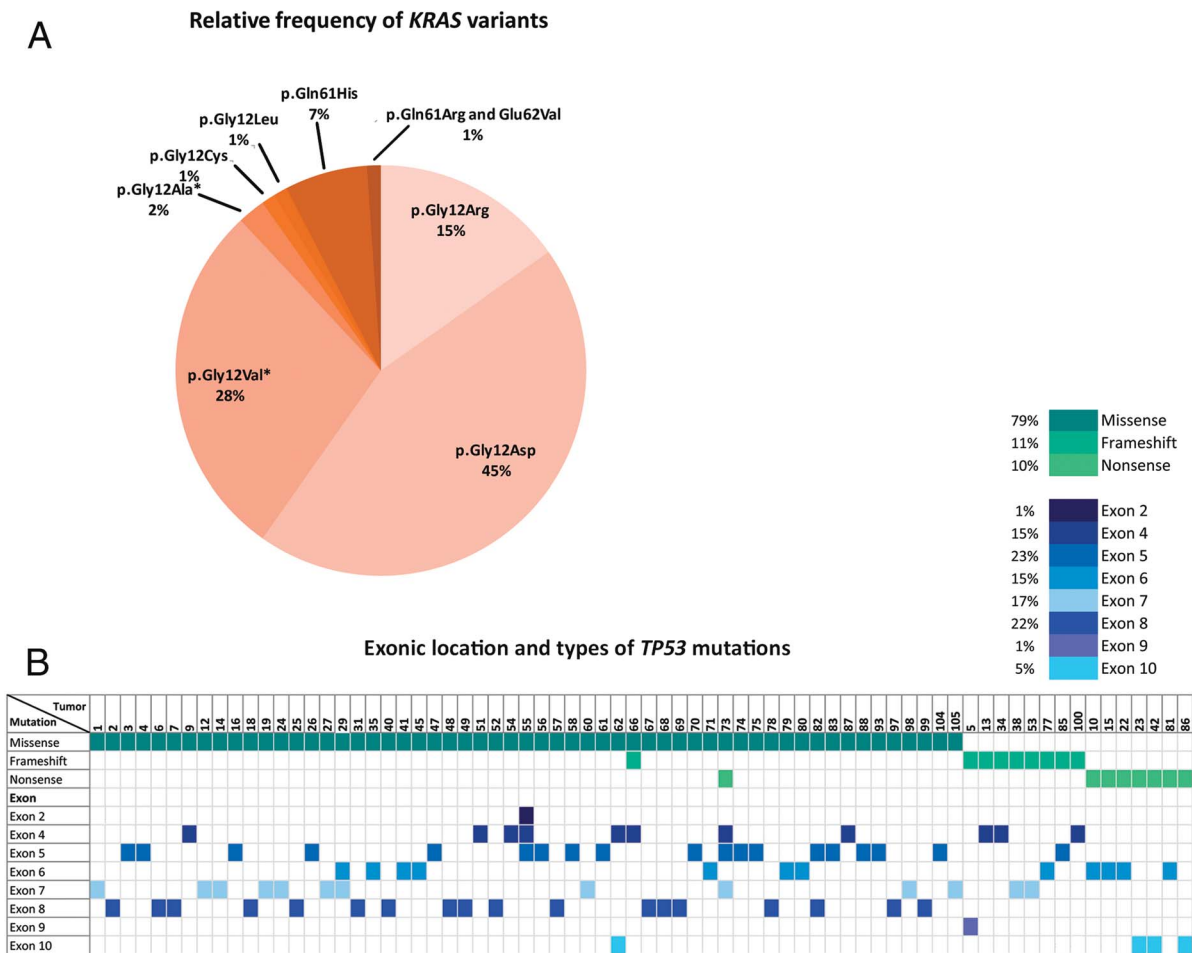 A
Relative frequency of KRAS variants
p.Gln61His
7%
p.Gln61Arg and Glu62Val
1%
p.Gly12Leu
1%
p.Gly12Cys
1%
p.Gly12Ala*
2%
p.Gly12Arg
15%
p.Gly12Val*
28%
p.Gly12Asp
45%
79% Missense
11% Frameshift
10% Nonsense
1% Exon 2
15% Exon 4
23% Exon 5
15% Exon 6
17% Exon 7
22% Exon 8
1% Exon 9
5% Exon 10
B
Exonic location and types of TP53 mutations
Tumor
Mutation
1 2 3 4 6 7 9 12 14 16 18 19 24 25 26 27 29 31 35 40 41 45 47 48 49 51 52 54 55 56 57 58 60 61 62 66 67 68 69 70 71 73 74 75 78 79 80 82 83 87 88 93 97 98 99 104 105 5 13 34 38 53 77 85 100 10 15 22 23 42 81 86
Missense
Frameshift
Nonsense
Exon
Exon 2
Exon 4
Exon 5
Exon 6
Exon 7
Exon 8
Exon 9
Exon 10